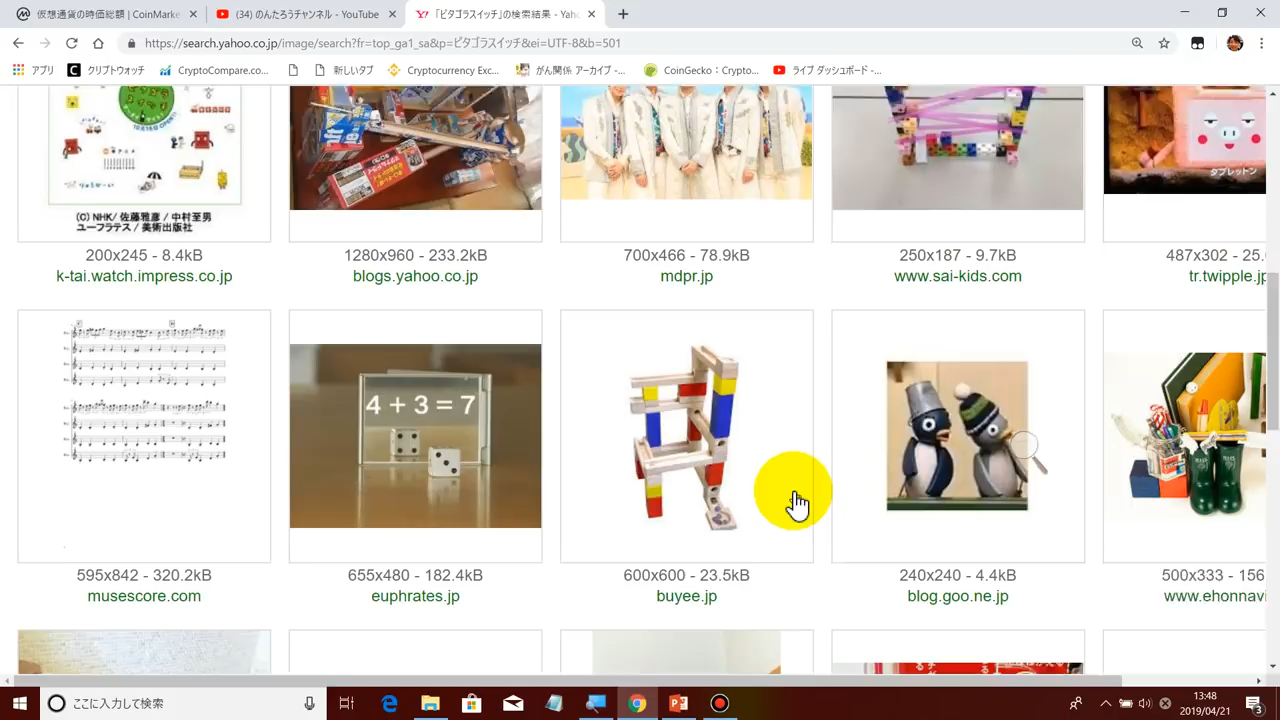 仮想通貨の時価総額 | CoinMarke
(34) のんたろうチャンネル - YouTube
「ピタゴラスイッチ」の検索結果 - Yaho
https://search.yahoo.co.jp/image/search?fr=top_ga1_sa&p=ピタゴラスイッチ&ei=UTF-8&b=501
アプリ
クリプトウォッチ
CryptoCompare.co...
新しいタブ
Cryptocurrency Exc...
がん関係 アーカイブ -...
CoinGecko：Crypto...
ライブ ダッシュボード -...
(C) NHK/ 佐藤雅彦 / 中村至男
ユーフラテス / 美術出版社
タブレットン
200x245 - 8.4kB
1280x960 - 233.2kB
700x466 - 78.9kB
250x187 - 9.7kB
487x302 - 25.
k-tai.watch.impress.co.jp
blogs.yahoo.co.jp
mdpr.jp
www.sai-kids.com
tr.twipple.jp
4 + 3 = 7
595x842 - 320.2kB
655x480 - 182.4kB
600x600 - 23.5kB
240x240 - 4.4kB
500x333 - 156
musescore.com
euphrates.jp
buyee.jp
blog.goo.ne.jp
www.ehonnavi
ここに入力して検索
13:48
2019/04/21
3